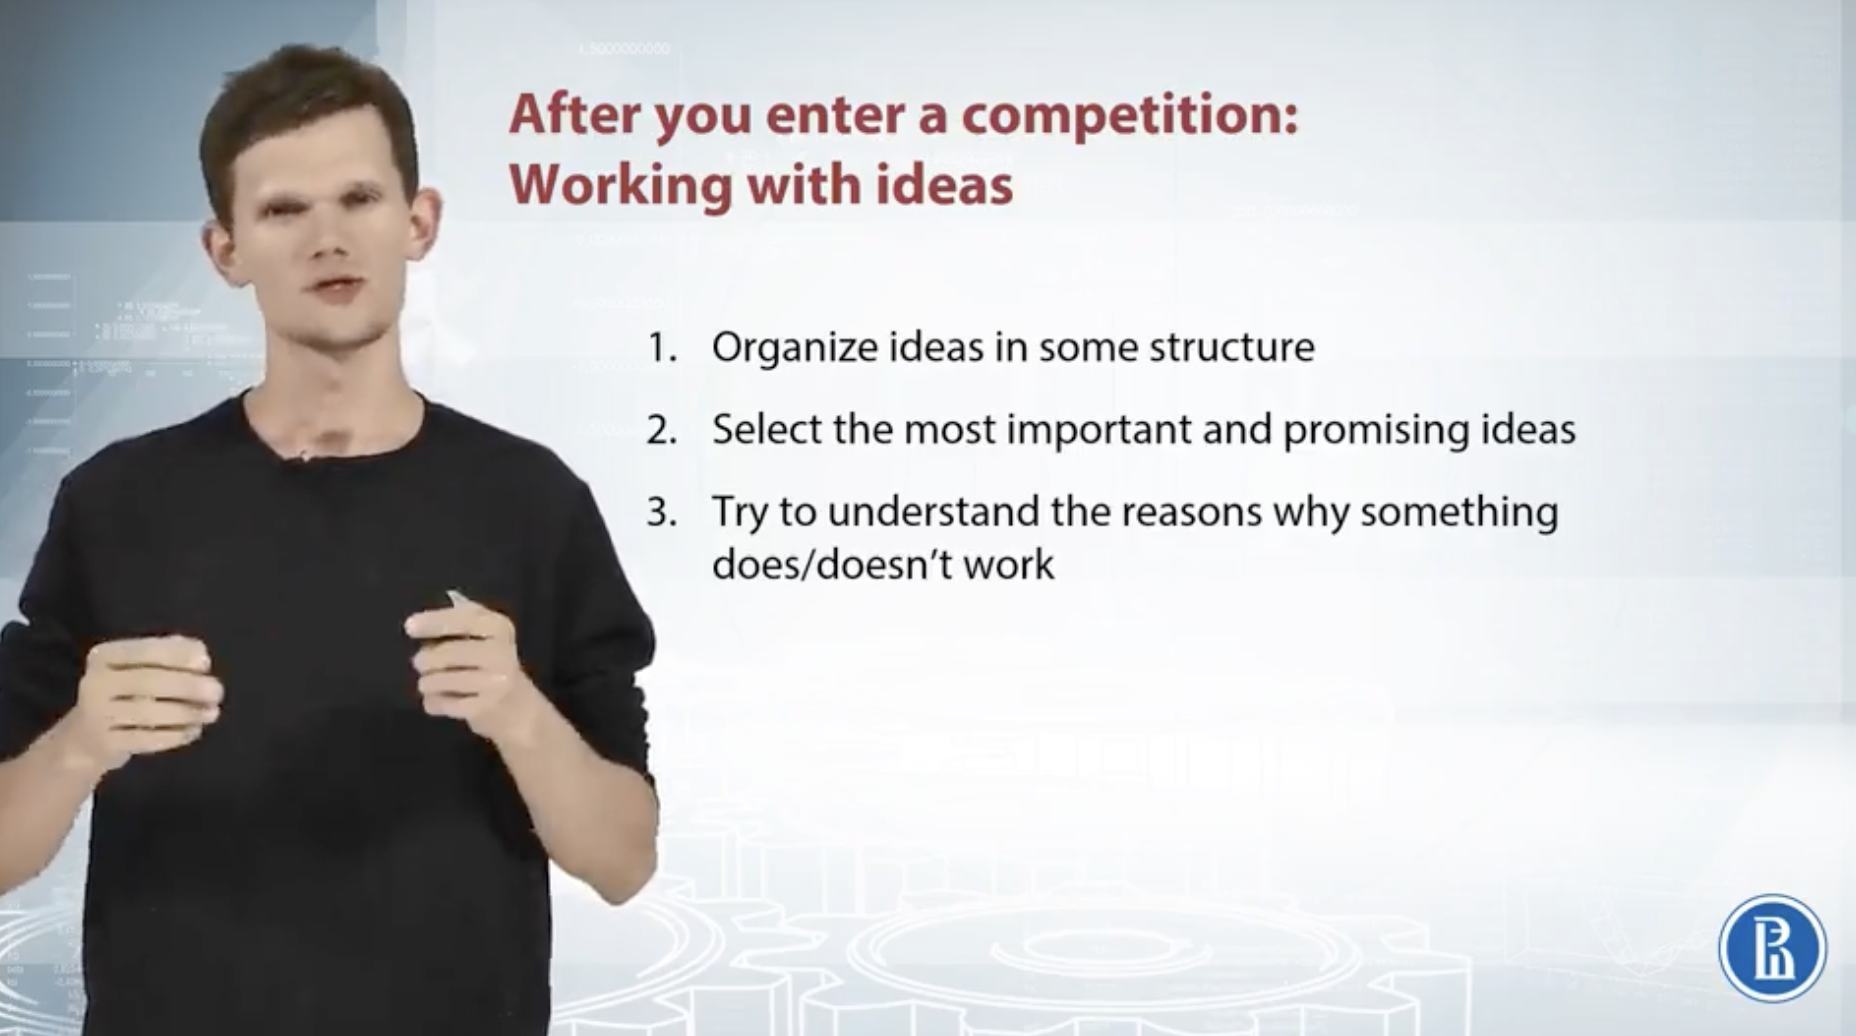 After you enter a competition:
Working with ideas
1. Organize ideas in some structure
2. Select the most important and promising ideas
3. Try to understand the reasons why something
does/doesn't work